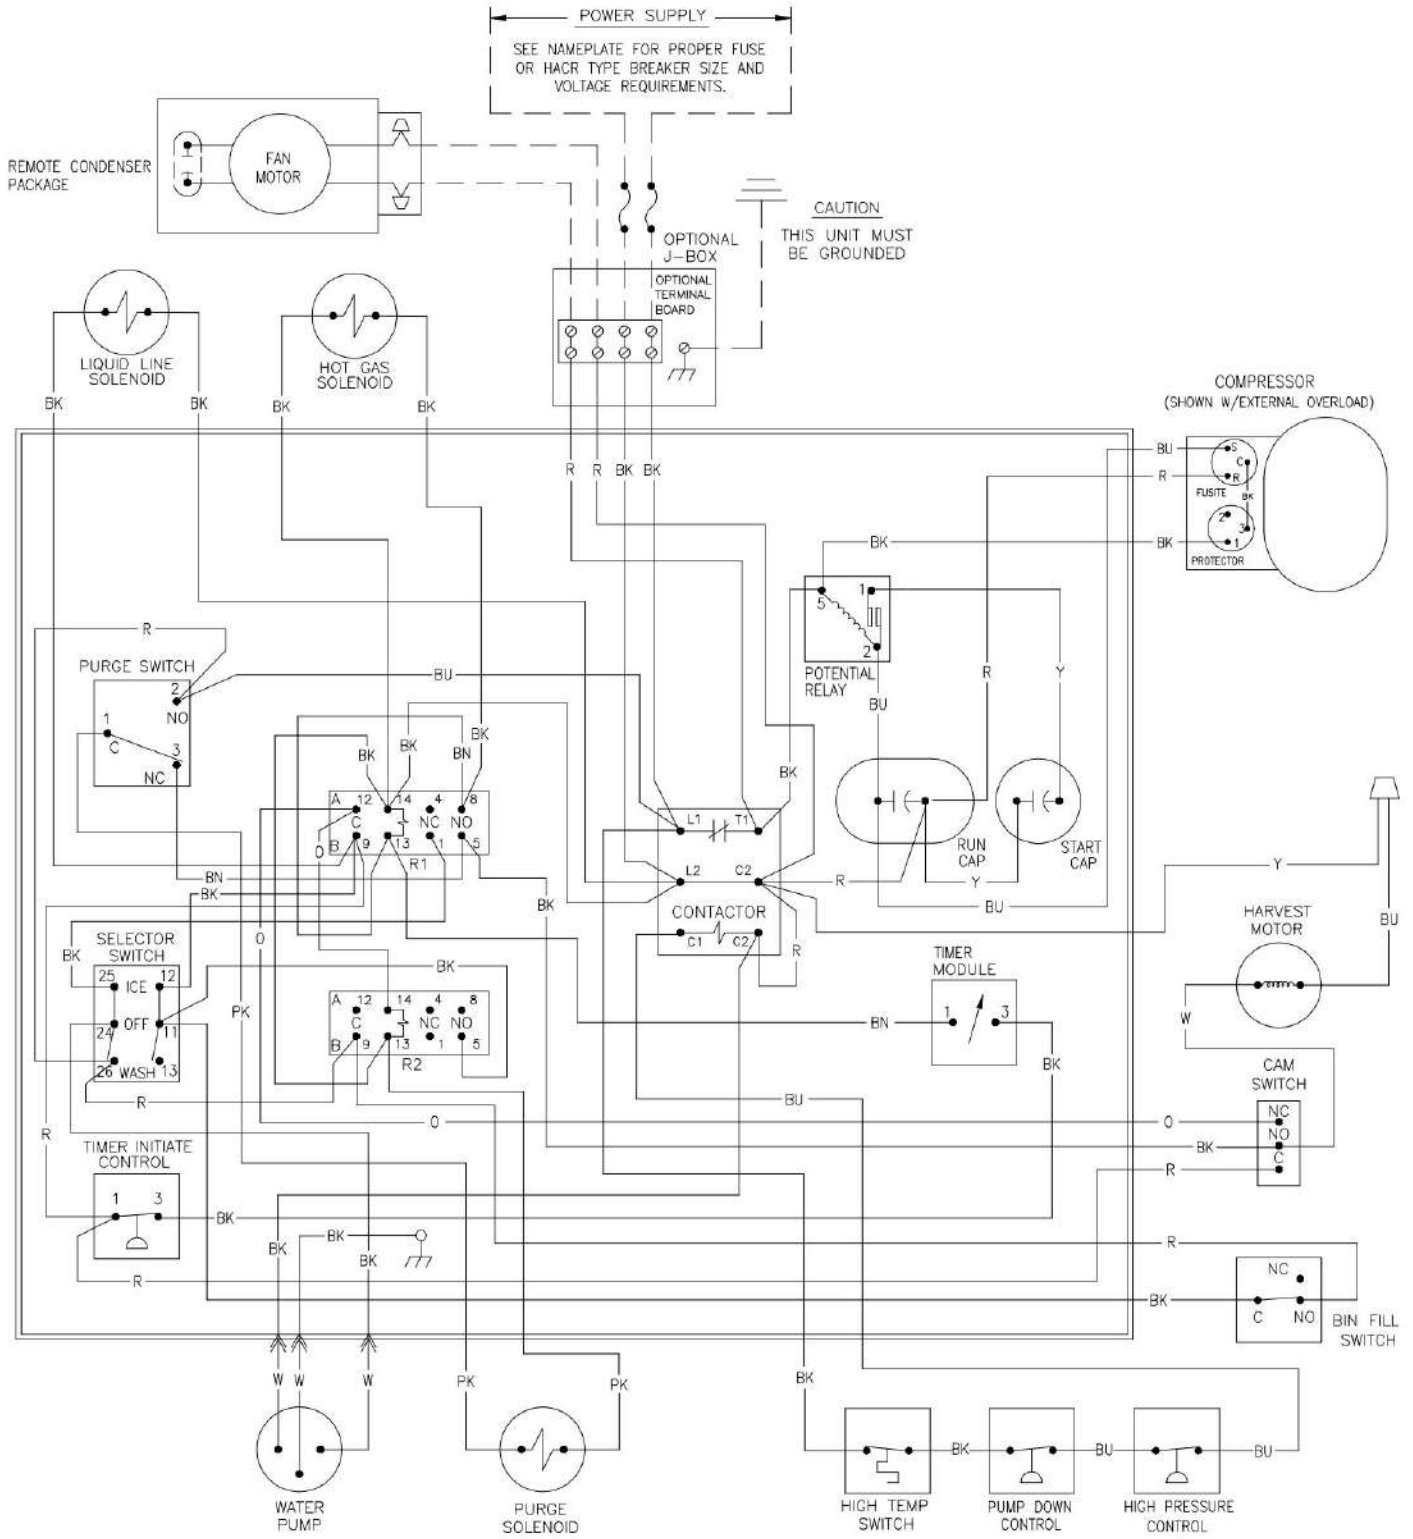 POWER SUPPLY
SEE NAMEPLATE FOR PROPER FUSE
OR HACR TYPE BREAKER SIZE AND
VOLTAGE REQUIREMENTS.
REMOTE CONDENSER
PACKAGE
FAN
MOTOR
CAUTION
THIS UNIT MUST
BE GROUNDED
OPTIONAL
J-BOX
OPTIONAL
TERMINAL
BOARD
LIQUID LINE
SOLENOID
HOT GAS
SOLENOID
BK
BK
BK
BK
COMPRESSOR
(SHOWN W/EXTERNAL OVERLOAD)
R
R
BK
BK
BU
R
BK
BK
S
C
R
FUSITE
BK
2
3
1
PROTECTOR
5
1
2
POTENTIAL
RELAY
R
PURGE SWITCH
2
NO
1
C
3
NC
BU
BU
R
Y
BK
BK
BK
BN
BK
A
12
14
4
8
C
NC
NO
B
9
13
1
5
R1
O
BN
BK
L1
T1
L2
C2
CONTACTOR
C1
C2
R
RUN
CAP
START
CAP
R
Y
BU
Y
BK
BU
HARVEST
MOTOR
W
O
BK
SELECTOR
SWITCH
25
ICE
12
OFF
24
11
26
WASH
13
BK
PK
A
12
14
4
8
C
NC
NO
B
9
13
1
5
R2
TIMER
MODULE
1
3
BN
BK
R
BU
CAM
SWITCH
NC
NO
C
O
O
BK
R
R
TIMER INITIATE
CONTROL
1
3
BK
BK
BK
BK
R
R
BK
NC
C
NO
BIN FILL
SWITCH
W
W
W
PK
PK
BK
WATER
PUMP
PURGE
SOLENOID
BK
BU
BU
HIGH TEMP
SWITCH
PUMP DOWN
CONTROL
HIGH PRESSURE
CONTROL